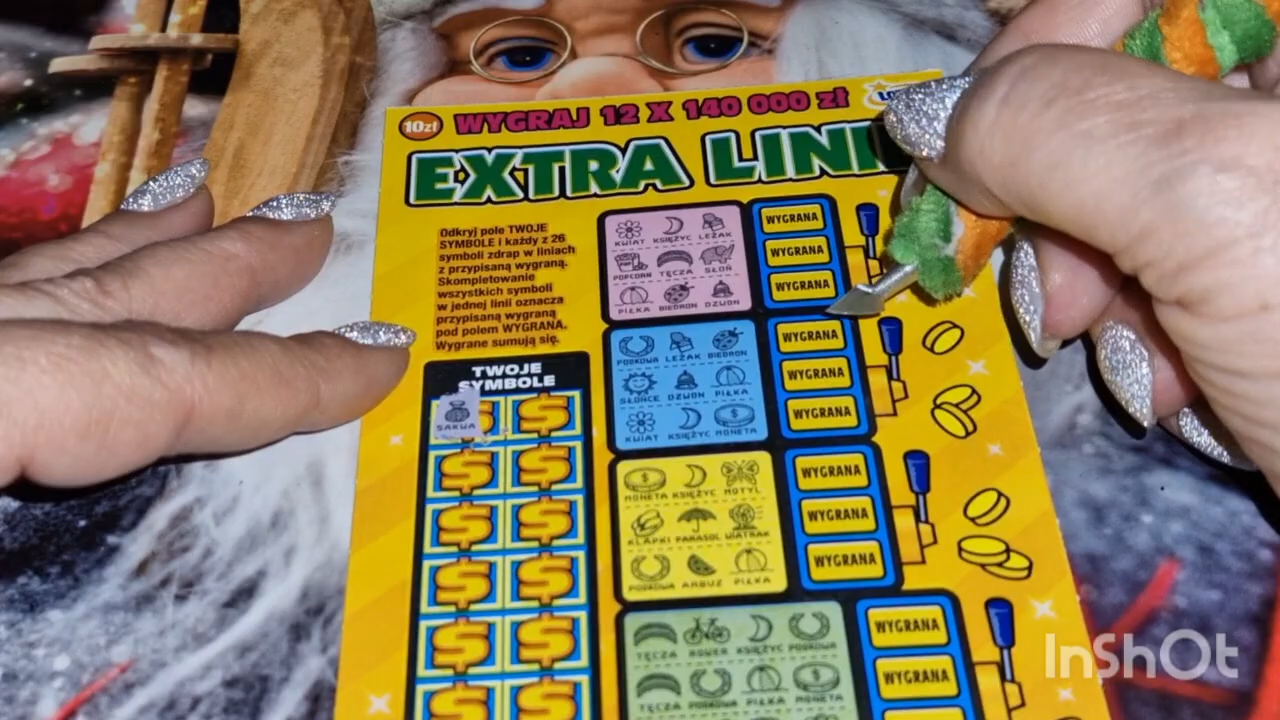 10zł WYGRAJ 12 X 140 000 zł
EXTRA
Odkryj pole TWOJE
SYMBOLE i każdy z 26
symboli zdrap w liniach
z przypisaną wygraną.
Skompletowanie
wszystkich symboli
w jednej linii oznacza
przypisaną wygraną
pod polem WYGRANA.
Wygrane sumują się.
TWOJE
SYMBOLE
SAKWA
KWIAT KSIĘŻYC LEŻAK WYGRANA
POPCORN TĘCZA SŁOŃ WYGRANA
PIŁKA BIEDRON DZWON WYGRANA
PODKOWA LEŻAK BIEDRON WYGRANA
SŁOŃCE DZWON PIŁKA WYGRANA
KWIAT KSIĘŻYC MONETA WYGRANA
MONETA KSIĘŻYC MOTYL WYGRANA
KLAPKI PARASOL WIATRAK WYGRANA
PODKOWA ARBUZ PIŁKA WYGRANA
TĘCZA ROWER KSIĘŻYC PODKOWA WYGRANA
TĘCZA PODKOWA PIŁKA MONETA WYGRANA
InShOt